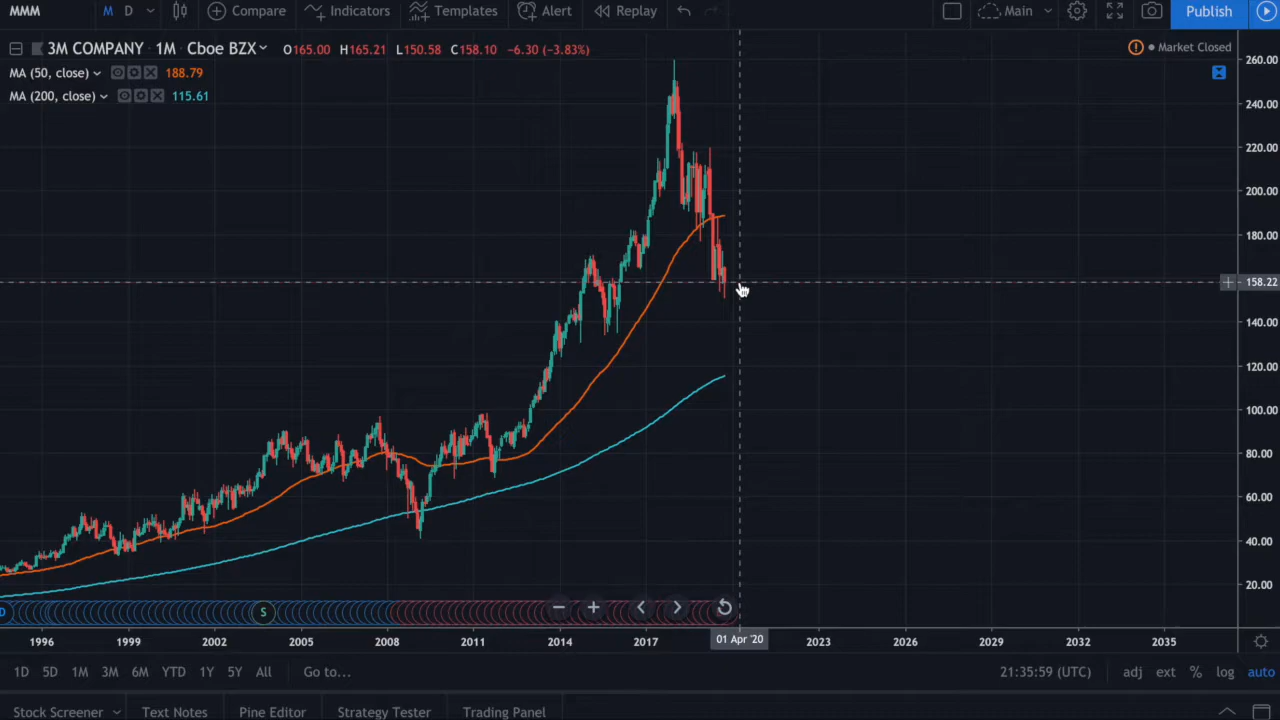 MMM M D Compare Indicators Templates Alert Replay Main Publish
3M COMPANY · 1M · Cboe BZX O165.00 H165.21 L150.58 C158.10 -6.30 (-3.83%)
Market Closed
MA (50, close) 188.79
MA (200, close) 115.61
260.00
240.00
220.00
200.00
180.00
158.22
140.00
120.00
100.00
80.00
60.00
40.00
20.00
D S
1996 1999 2002 2005 2008 2011 2014 2017 01 Apr '20 2023 2026 2029 2032 2035
1D 5D 1M 3M 6M YTD 1Y 5Y All Go to... 21:35:59 (UTC) adj ext % log auto
Stock Screener Text Notes Pine Editor Strategy Tester Trading Panel